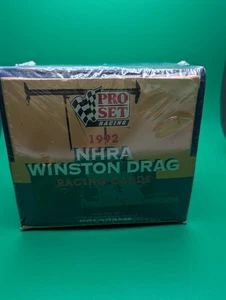 PRO
SET
RACING
1992
NHRA
WINSTON DRAG
RACING CARDS